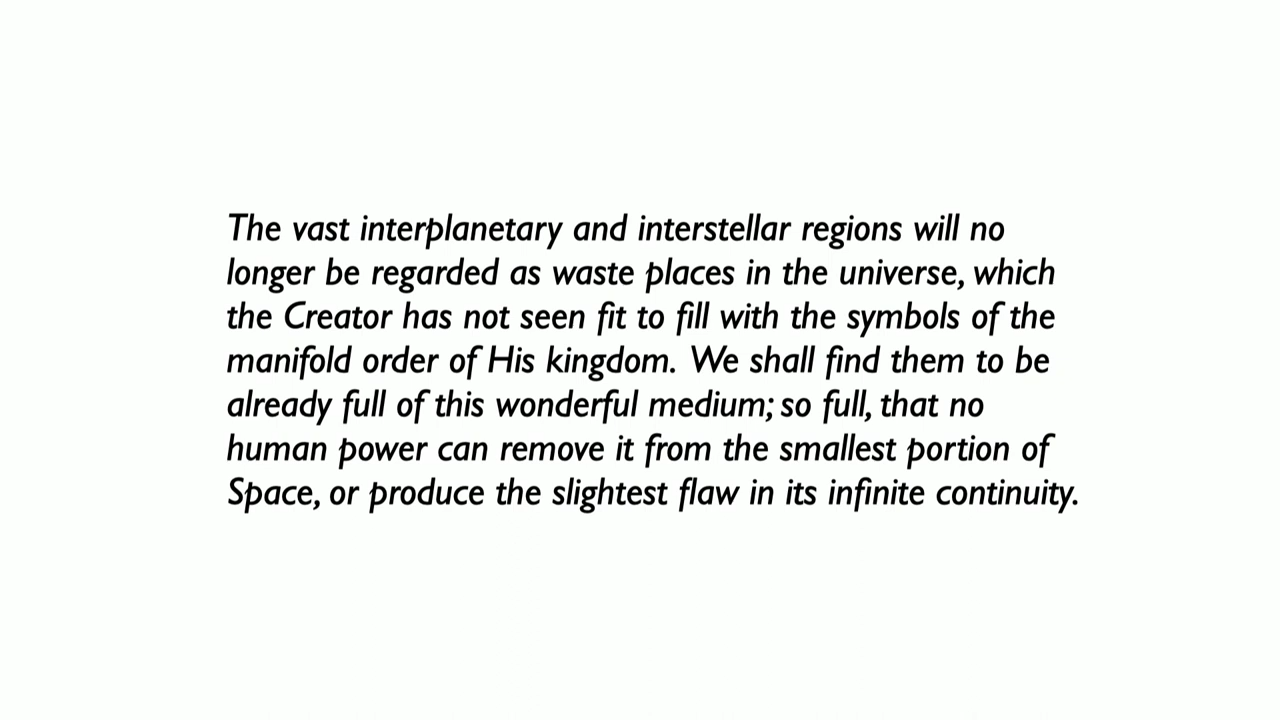 The vast interplanetary and interstellar regions will no
longer be regarded as waste places in the universe, which
the Creator has not seen fit to fill with the symbols of the
manifold order of His kingdom. We shall find them to be
already full of this wonderful medium; so full, that no
human power can remove it from the smallest portion of
Space, or produce the slightest flaw in its infinite continuity.